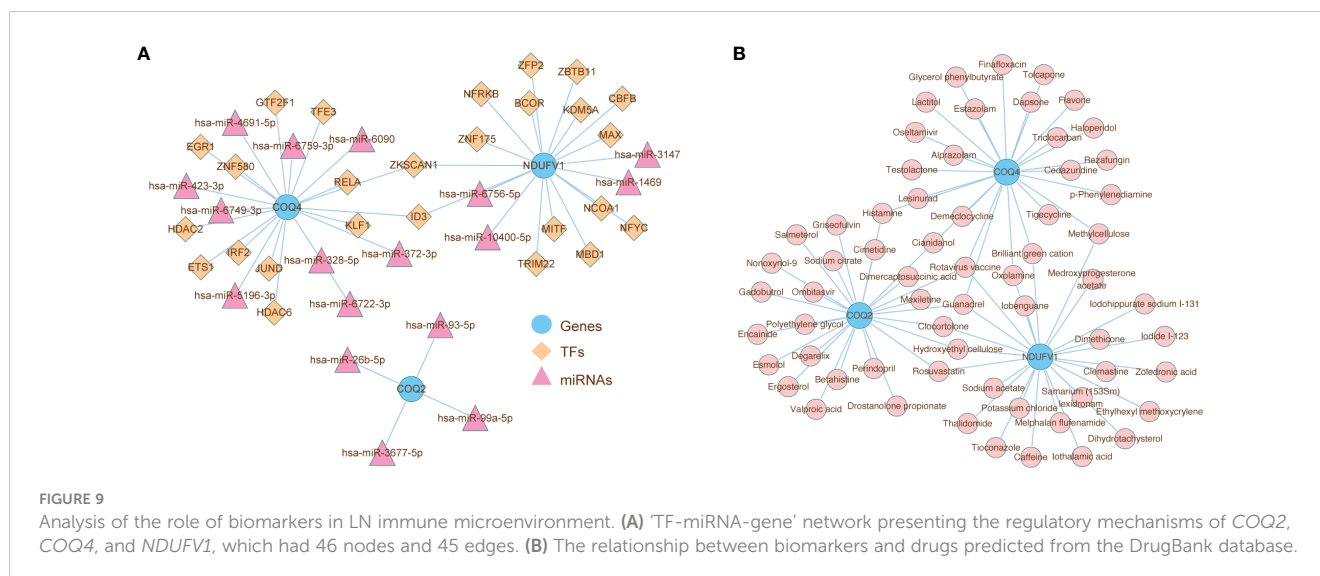 A
ZFP2
ZBTB11
NFRKB
BCOR
CBFB
KDM5A
GTF2F1
TFE3
hsa-miR-4691-5p
hsa-miR-6759-3p
hsa-miR-6090
ZNF175
MAX
EGR1
ZNF580
ZKSCAN1
NDUFV1
hsa-miR-3147
RELA
hsa-miR-423-3p
hsa-miR-1469
hsa-miR-6756-5p
hsa-miR-6749-3p
COQ4
ID3
NCOA1
HDAC2
KLF1
MITF
NFYC
hsa-miR-10400-5p
IRF2
hsa-miR-372-3p
MBD1
ETS1
JUND
hsa-miR-328-5p
TRIM22
hsa-miR-5196-3p
hsa-miR-6722-3p
HDAC6
hsa-miR-93-5p
Genes
hsa-miR-26b-5p
TFs
miRNAs
COQ2
hsa-miR-99a-5p
hsa-miR-3677-5p
B
Finafloxacin
Glycerol phenylbutyrate
Tolcapone
Lactitol
Estazolam
Dapsone
Flavone
Oseltamivir
Triclocarban
Haloperidol
Alprazolam
Rezafungin
Testolactone
COQ4
Cedazuridine
p-Phenylenediamine
Lesinurad
Histamine
Demeclocycline
Tigecycline
Griseofulvin
Salmeterol
Cimetidine
Cianidanol
Methylcellulose
Nonoxynol-9
Sodium citrate
Brilliant green cation
Dimercaptosuccinic acid
Rotavirus vaccine
Oxolamine
Medroxyprogesterone
acetate
Gadobutrol
Ombitasvir
Mexiletine
Guanadrel
Iobenguane
Iodohippurate sodium I-131
COQ2
Polyethylene glycol
Clocortolone
Encainide
Dimethicone
Iodide I-123
Degarelix
Hydroxyethyl cellulose
NDUFV1
Esmolol
Perindopril
Rosuvastatin
Clemastine
Zoledronic acid
Ergosterol
Betahistine
Sodium acetate
Samarium (153Sm)
lexidronam
Valproic acid
Drostanolone propionate
Potassium chloride
Ethylhexyl methoxycrylene
Thalidomide
Melphalan flufenamide
Dihydrotachysterol
Tioconazole
Caffeine
Iothalamic acid
FIGURE 9
Analysis of the role of biomarkers in LN immune microenvironment. (A) 'TF-miRNA-gene' network presenting the regulatory mechanisms of COQ2,
COQ4, and NDUFV1, which had 46 nodes and 45 edges. (B) The relationship between biomarkers and drugs predicted from the DrugBank database.